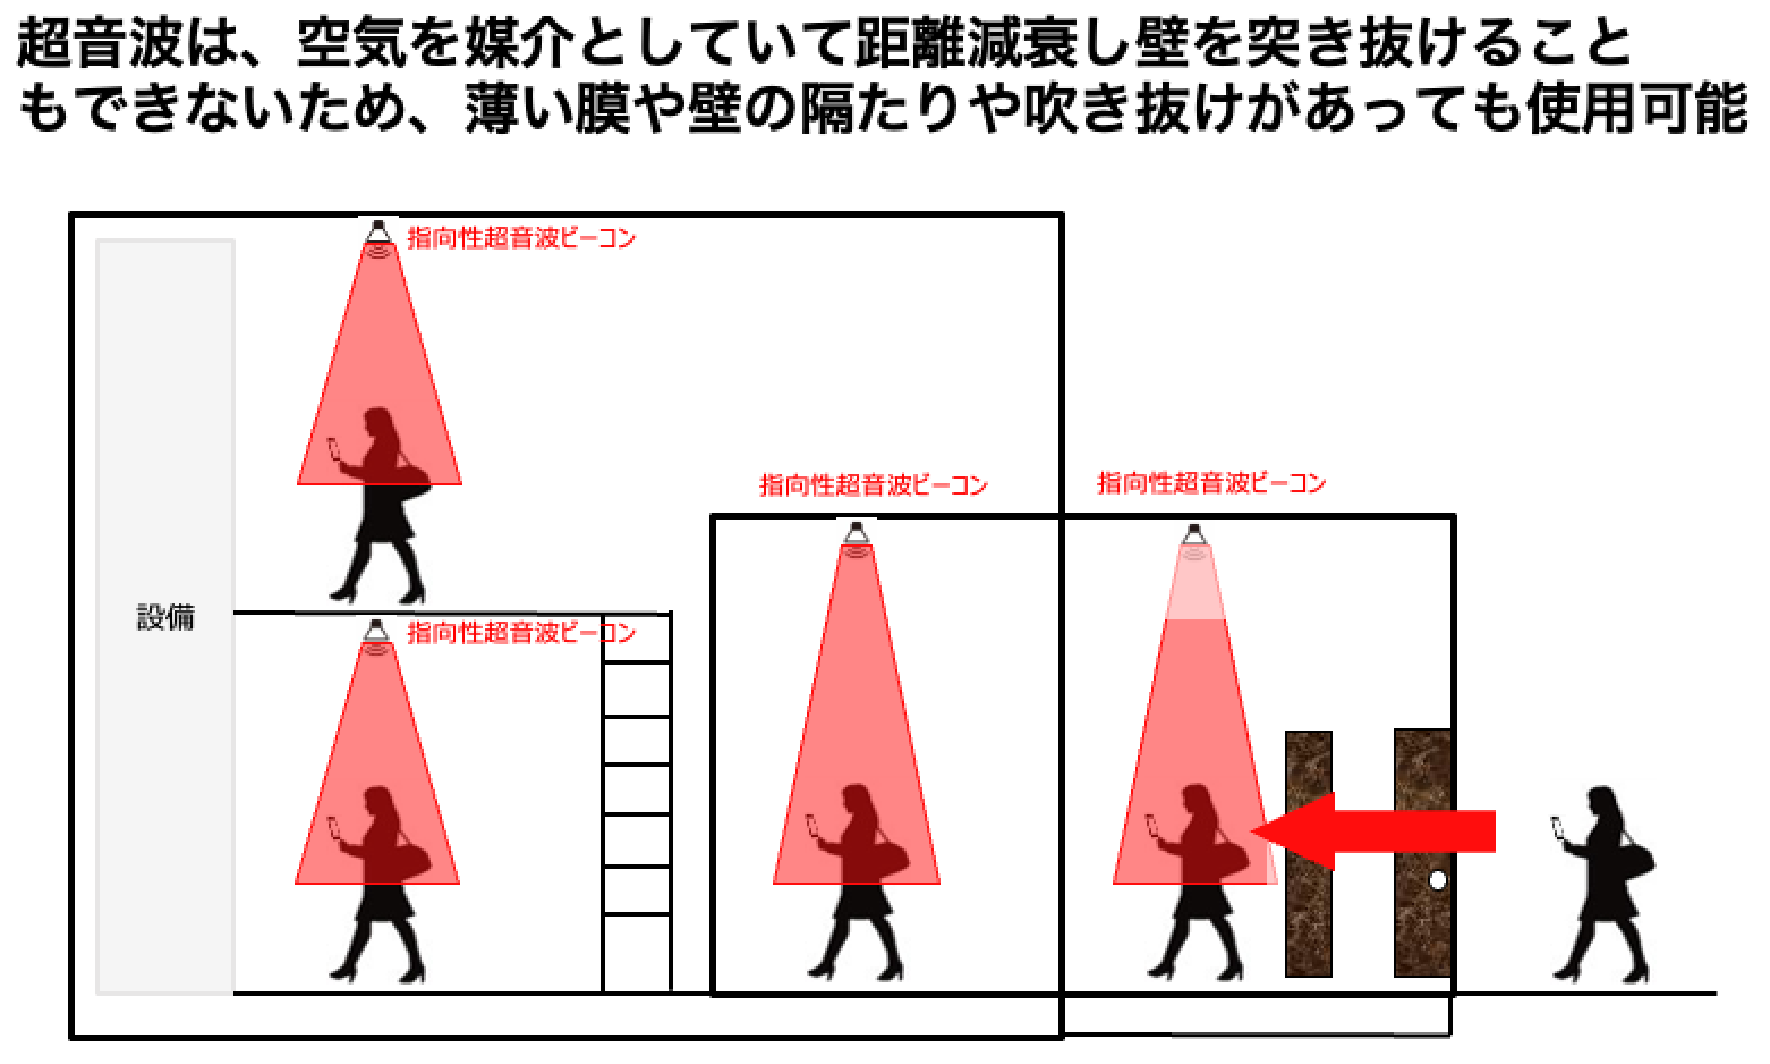 超音波は、空気を媒介としていて距離減衰し壁を突き抜けること
もできないため、薄い膜や壁の隔たりや吹き抜けがあっても使用可能
指向性超音波ビーコン
指向性超音波ビーコン
指向性超音波ビーコン
設備
指向性超音波ビーコン